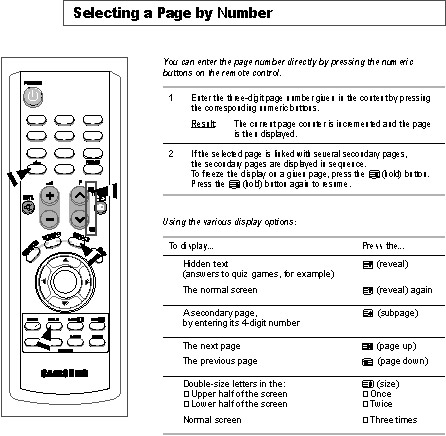 Selecting a Page by Number
You can enter the page number directly by pressing the numeric
buttons on the remote control.
1 Enter the three-digit page number given in the content by pressing
the corresponding numeric buttons.
Result: The current page counter is incremented and the page
is then displayed.
2 If the selected page is linked with several secondary pages,
the secondary pages are displayed in sequence.
To freeze the display on a given page, press the (hold) button.
Press the (hold) button again to resume.
Using the various display options:
To display... Press the...
Hidden text (reveal)
(answers to quiz games, for example)
The normal screen (reveal) again
A secondary page, (subpage)
by entering its 4-digit number
The next page (page up)
The previous page (page down)
Double-size letters in the: (size)
□ Upper half of the screen □ Once
□ Lower half of the screen □ Twice
Normal screen □ Three times
SAMSUNG